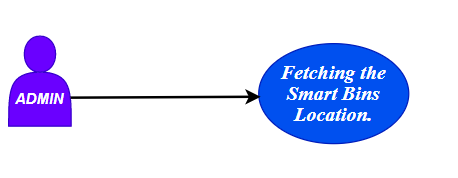 ADMIN
Fetching the
Smart Bins
Location.